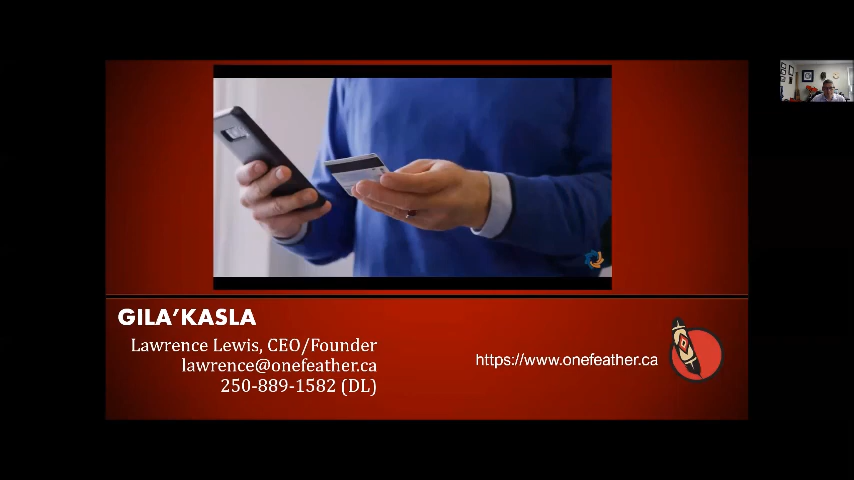 GILA'KASLA
Lawrence Lewis, CEO/Founder
lawrence@onefeather.ca
250-889-1582 (DL)
https://www.onefeather.ca